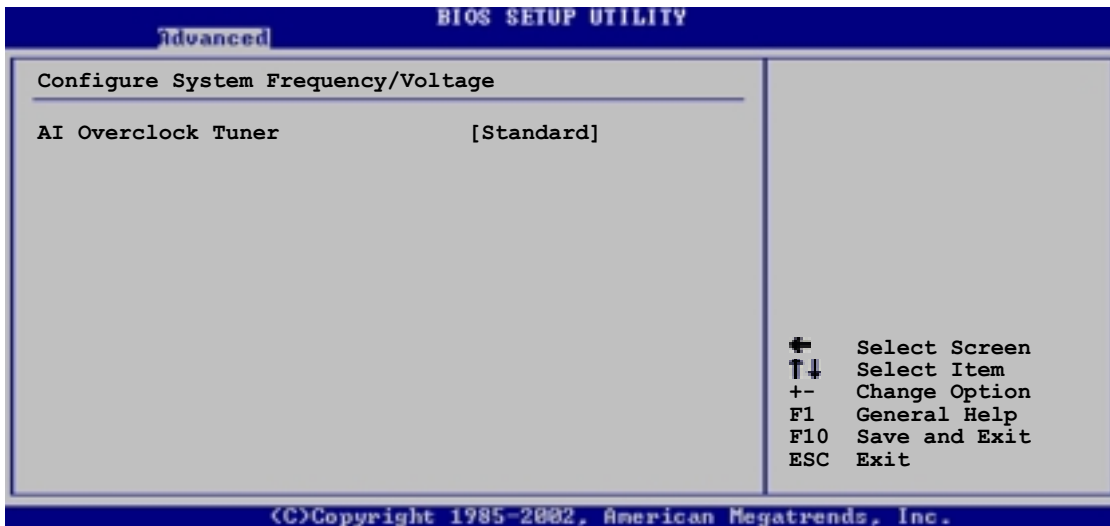 BIOS SETUP UTILITY
Advanced
Configure System Frequency/Voltage
AI Overclock Tuner [Standard]
← Select Screen
↑↓ Select Item
+- Change Option
F1 General Help
F10 Save and Exit
ESC Exit
(C)Copyright 1985-2002, American Megatrends, Inc.